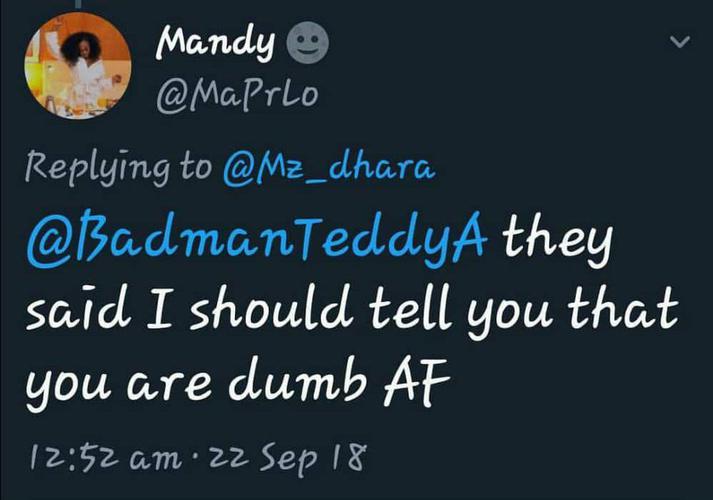 Mandy
@MaPrLo
Replying to @Mz_dhara
@BadmanTeddyA they
said I should tell you that
you are dumb AF
12:52 am · 22 Sep 18